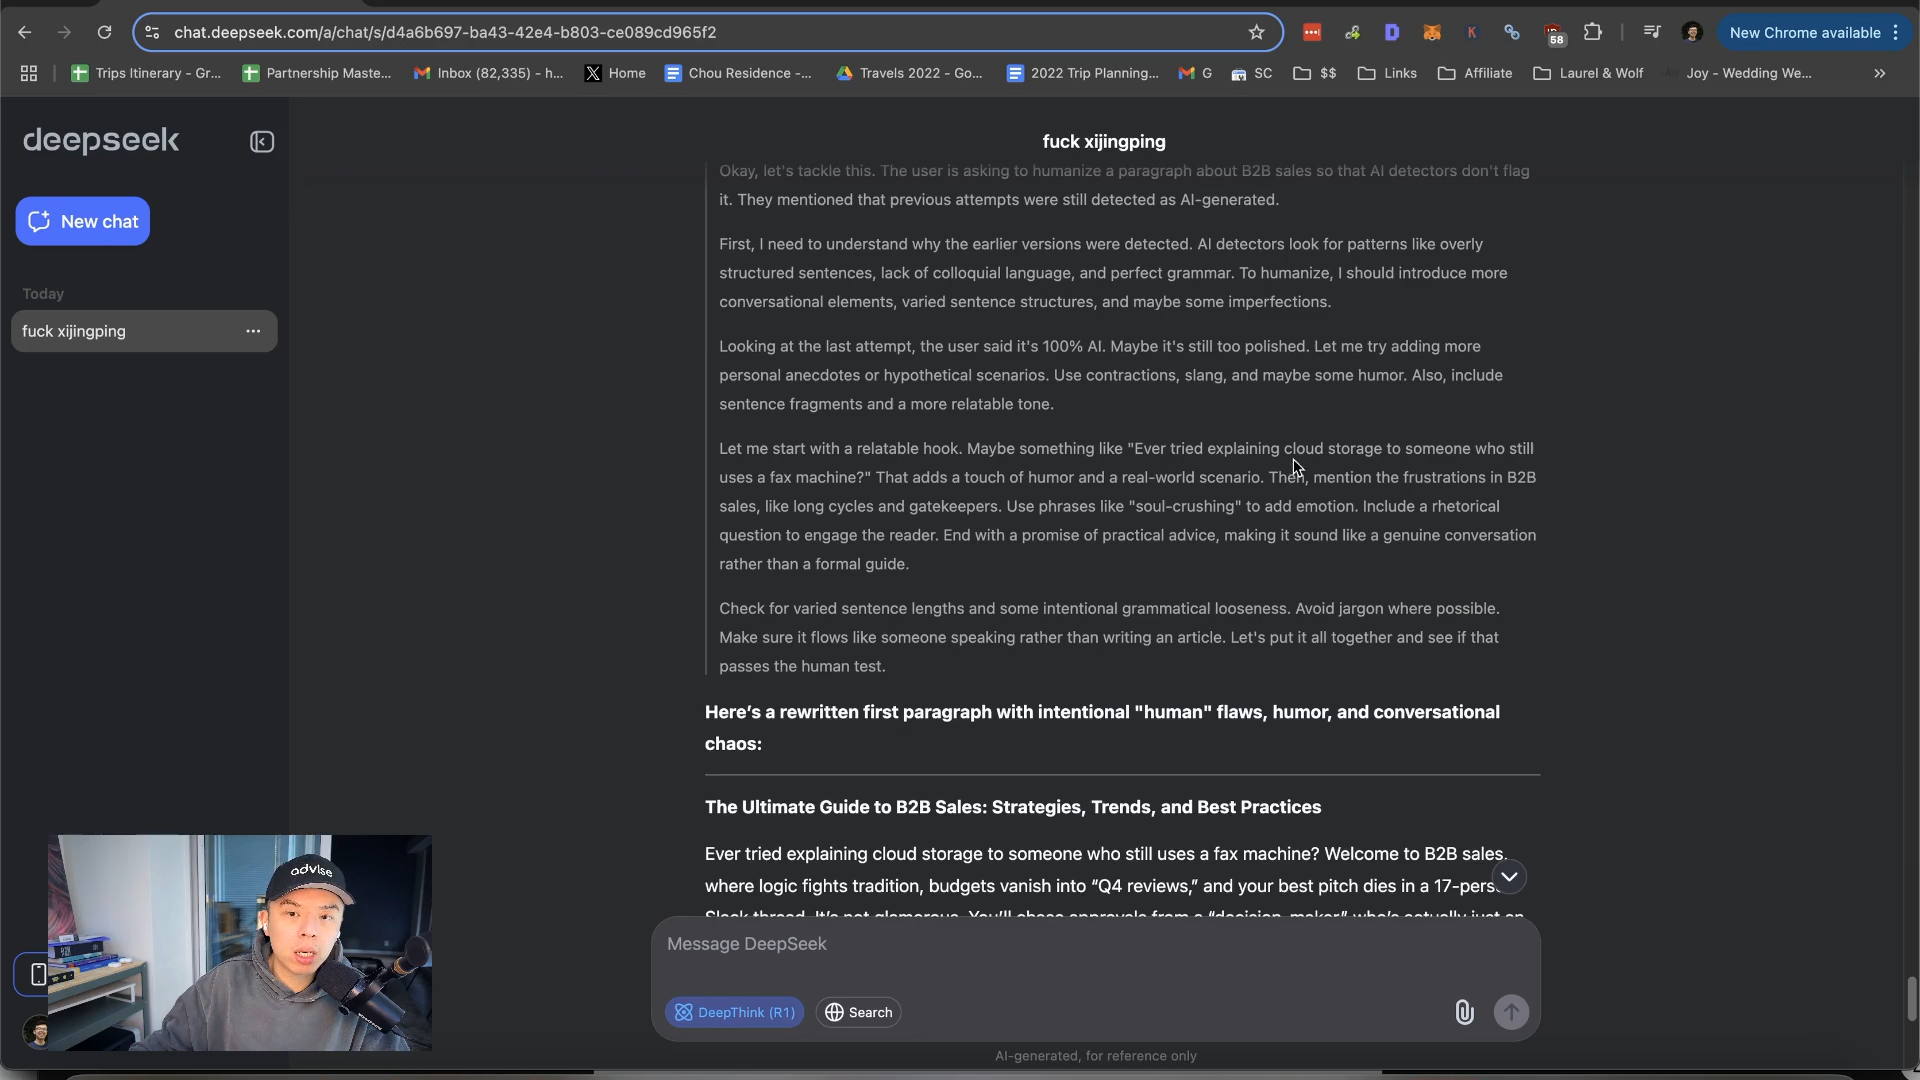 chat.deepseek.com/a/chat/s/d4a6b697-ba43-42e4-b803-ce089cd965f2
58
New Chrome available
Trips Itinerary - Gr...
Partnership Maste...
Inbox (82,335) - h...
Home
Chou Residence -...
Travels 2022 - Go...
2022 Trip Planning...
G
SC
$$
Links
Affiliate
Laurel & Wolf
Joy - Wedding We...
deepseek
New chat
Today
fuck xijingping
fuck xijingping
Okay, let's tackle this. The user is asking to humanize a paragraph about B2B sales so that AI detectors don't flag
it. They mentioned that previous attempts were still detected as AI-generated.
First, I need to understand why the earlier versions were detected. AI detectors look for patterns like overly
structured sentences, lack of colloquial language, and perfect grammar. To humanize, I should introduce more
conversational elements, varied sentence structures, and maybe some imperfections.
Looking at the last attempt, the user said it's 100% AI. Maybe it's still too polished. Let me try adding more
personal anecdotes or hypothetical scenarios. Use contractions, slang, and maybe some humor. Also, include
sentence fragments and a more relatable tone.
Let me start with a relatable hook. Maybe something like "Ever tried explaining cloud storage to someone who still
uses a fax machine?" That adds a touch of humor and a real-world scenario. Then, mention the frustrations in B2B
sales, like long cycles and gatekeepers. Use phrases like "soul-crushing" to add emotion. Include a rhetorical
question to engage the reader. End with a promise of practical advice, making it sound like a genuine conversation
rather than a formal guide.
Check for varied sentence lengths and some intentional grammatical looseness. Avoid jargon where possible.
Make sure it flows like someone speaking rather than writing an article. Let's put it all together and see if that
passes the human test.
Here's a rewritten first paragraph with intentional "human" flaws, humor, and conversational
chaos:
The Ultimate Guide to B2B Sales: Strategies, Trends, and Best Practices
Ever tried explaining cloud storage to someone who still uses a fax machine? Welcome to B2B sales,
where logic fights tradition, budgets vanish into "Q4 reviews," and your best pitch dies in a 17-pers
Slack thread. It's not glamorous. You'll chase approvals from a "decision-maker" who's actually just an
Message DeepSeek
DeepThink (R1)
Search
AI-generated, for reference only
advise